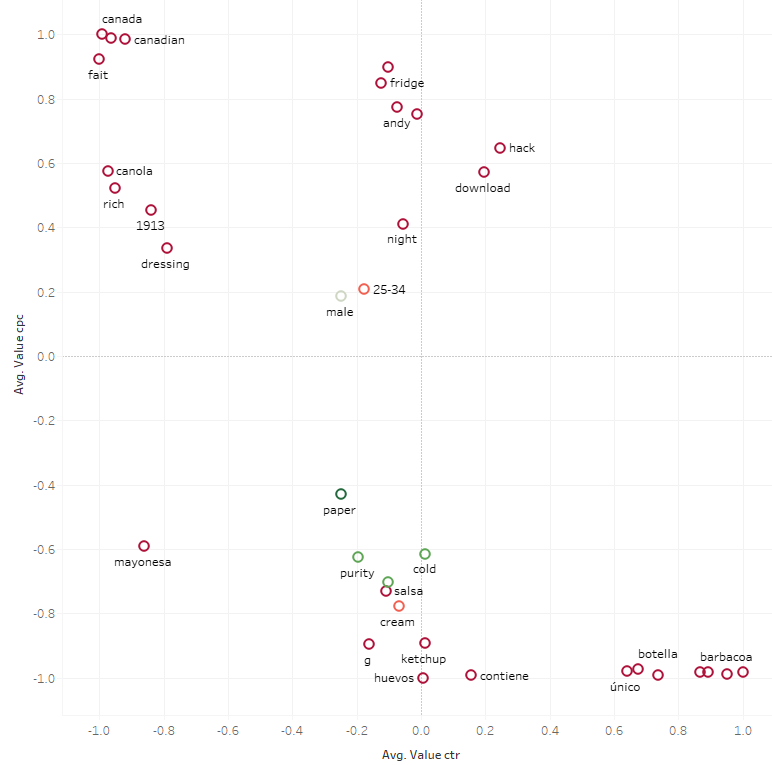 canada
1.0
canadian
fait
0.8
fridge
andy
hack
0.6
canola
download
rich
1913
0.4
night
dressing
25-34
0.2
male
Avg. Value cpc
0.0
-0.2
-0.4
paper
-0.6
mayonesa
cold
purity
salsa
-0.8
cream
g
ketchup
botella
barbacoa
-1.0
huevos
contiene
único
-1.0 -0.8 -0.6 -0.4 -0.2 0.0 0.2 0.4 0.6 0.8 1.0
Avg. Value ctr